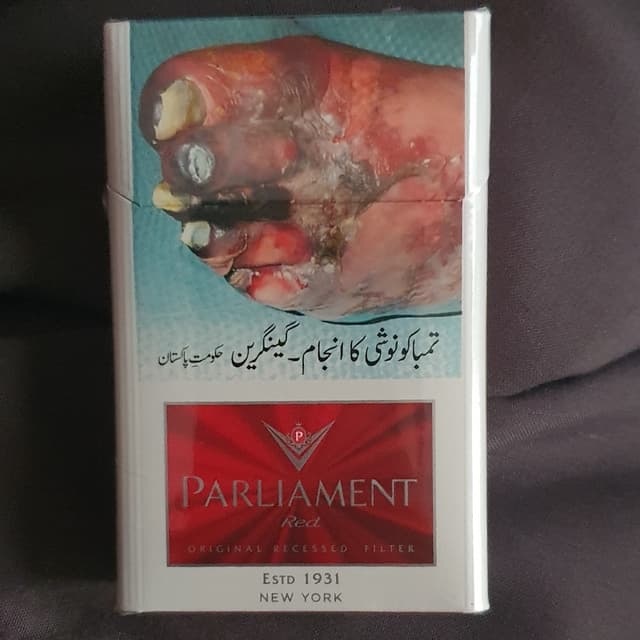 تمباکونوشی کا انجام۔ گینگرین حکومتِ پاکستان
P
PARLIAMENT
Red
ORIGINAL RECESSED FILTER
ESTD 1931
NEW YORK